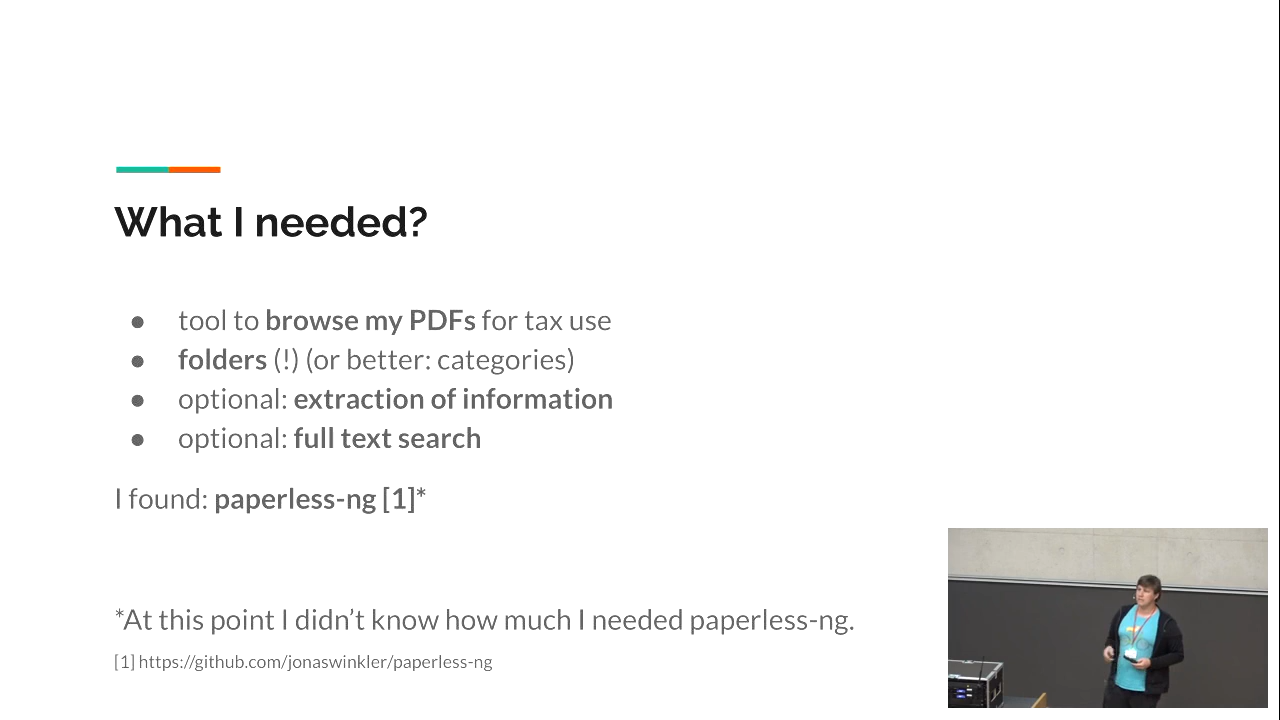 What I needed?
● tool to browse my PDFs for tax use
● folders (!) (or better: categories)
● optional: extraction of information
● optional: full text search
I found: paperless-ng [1]*
*At this point I didn’t know how much I needed paperless-ng.
[1] https://github.com/jonaswinkler/paperless-ng